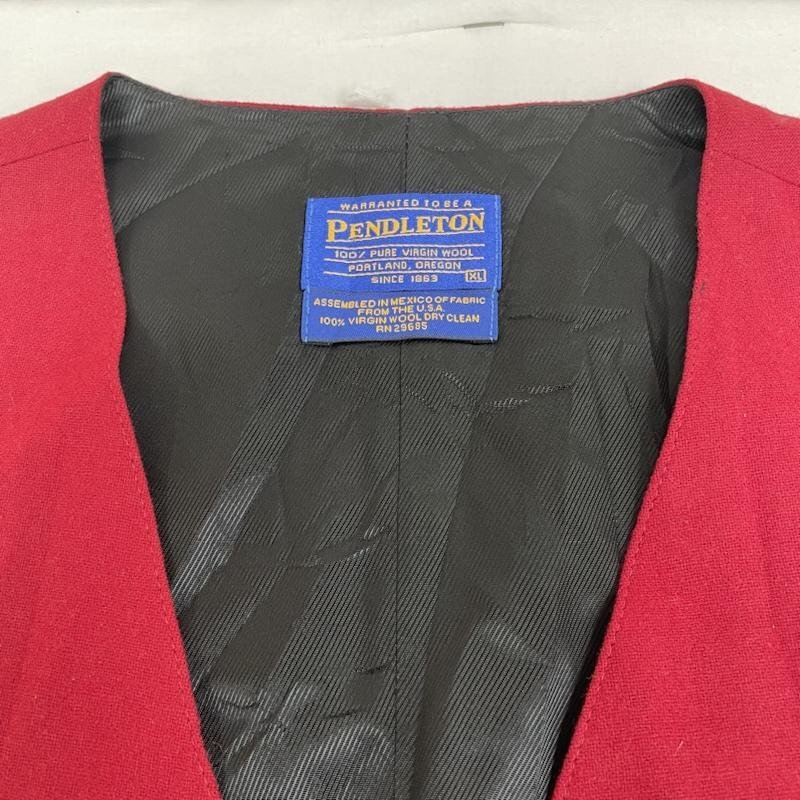 WARRANTED TO BE A
PENDLETON
100% PURE VIRGIN WOOL
PORTLAND, OREGON
SINCE 1863 XL
ASSEMBLED IN MEXICO OF FABRIC
FROM THE U.S.A.
100% VIRGIN WOOL DRY CLEAN
RN 29685